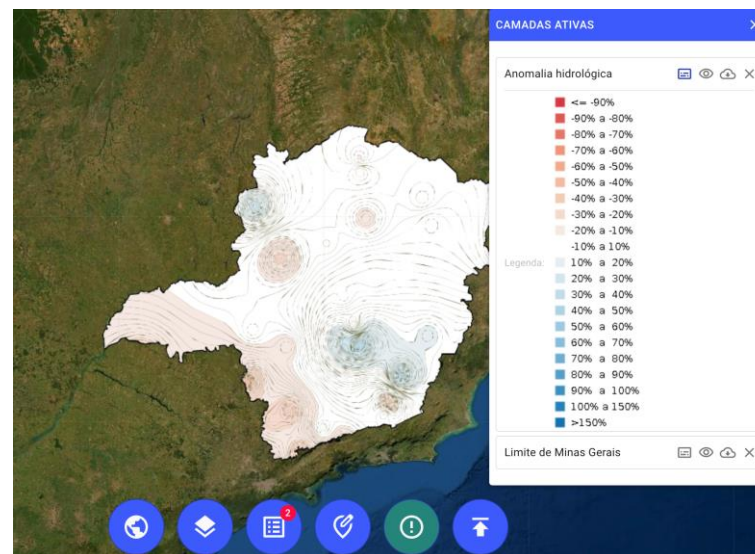 CAMADAS ATIVAS
Anomalia hidrológica
<= -90%
-90% a -80%
-80% a -70%
-70% a -60%
-60% a -50%
-50% a -40%
-40% a -30%
-30% a -20%
-20% a -10%
-10% a 10%
Legenda: 10% a 20%
20% a 30%
30% a 40%
40% a 50%
50% a 60%
60% a 70%
70% a 80%
80% a 90%
90% a 100%
100% a 150%
>150%
Limite de Minas Gerais
2